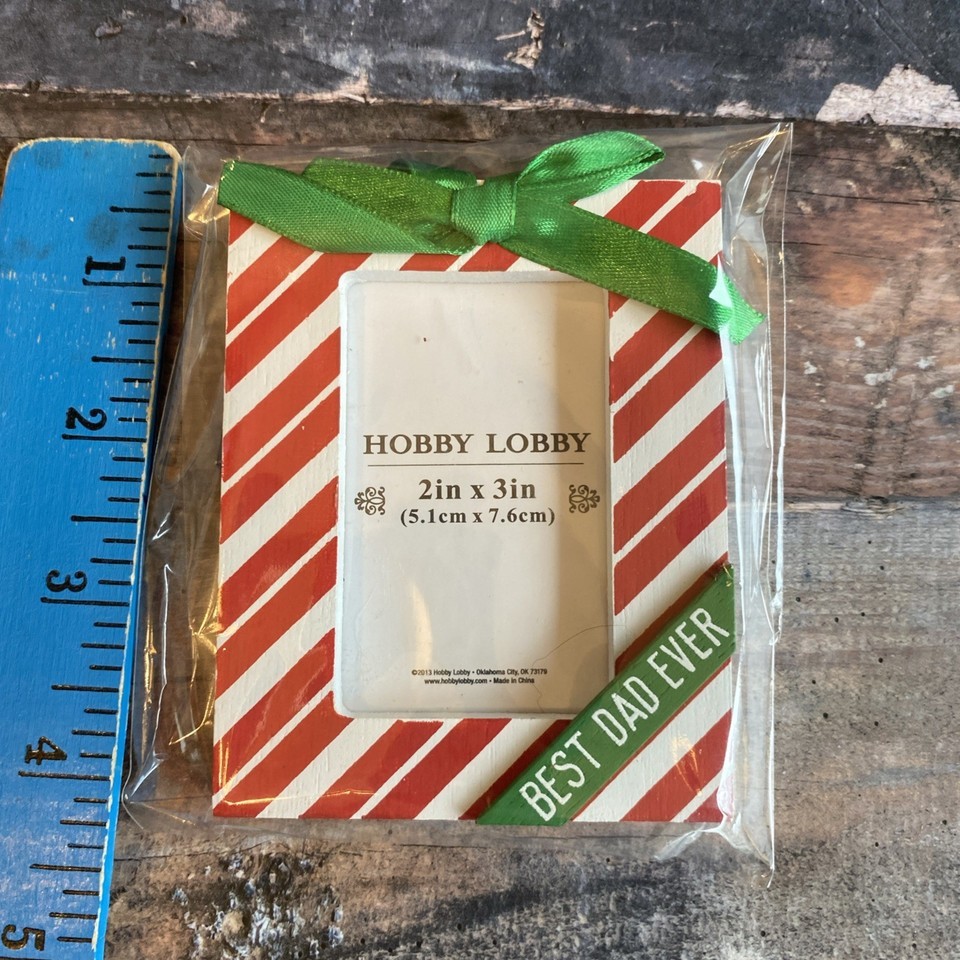 1
2
3
4
5
HOBBY LOBBY
2in x 3in
(5.1cm x 7.6cm)
©2013 Hobby Lobby • Oklahoma City, OK 73179
www.hobbylobby.com • Made in China
BEST DAD EVER